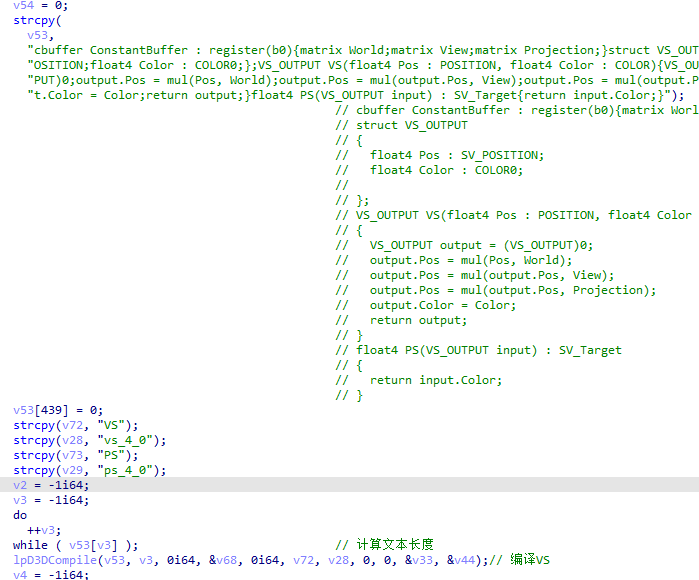 v54 = 0;
strcpy(
v53,
"cbuffer ConstantBuffer : register(b0){matrix World;matrix View;matrix Projection;}struct VS_OUT
"OSITION;float4 Color : COLOR0;};VS_OUTPUT VS(float4 Pos : POSITION, float4 Color : COLOR){VS_OU
"PUT)0;output.Pos = mul(Pos, World);output.Pos = mul(output.Pos, View);output.Pos = mul(output.P
"t.Color = Color;return output;}float4 PS(VS_OUTPUT input) : SV_Target{return input.Color;}");
// cbuffer ConstantBuffer : register(b0){matrix Worl
// struct VS_OUTPUT
// {
// float4 Pos : SV_POSITION;
// float4 Color : COLOR0;
//
// };
// VS_OUTPUT VS(float4 Pos : POSITION, float4 Color
// {
// VS_OUTPUT output = (VS_OUTPUT)0;
// output.Pos = mul(Pos, World);
// output.Pos = mul(output.Pos, View);
// output.Pos = mul(output.Pos, Projection);
// output.Color = Color;
// return output;
// }
// float4 PS(VS_OUTPUT input) : SV_Target
// {
// return input.Color;
// }
v53[439] = 0;
strcpy(v72, "VS");
strcpy(v28, "vs_4_0");
strcpy(v73, "PS");
strcpy(v29, "ps_4_0");
v2 = -1i64;
v3 = -1i64;
do
++v3;
while ( v53[v3] ); // 计算文本长度
lpD3DCompile(v53, v3, 0i64, &v68, 0i64, v72, v28, 0, 0, &v33, &v44);// 编译VS
v4 = -1i64;